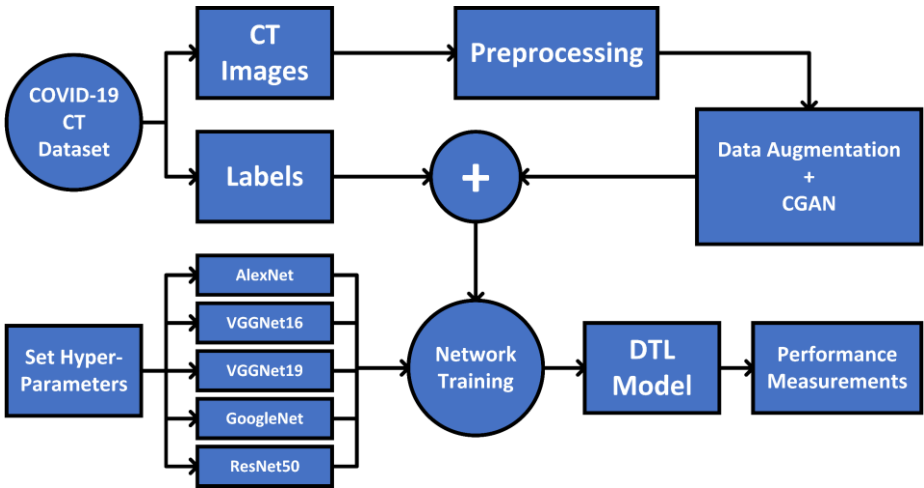 COVID-19
CT
Dataset
CT
Images
Preprocessing
Labels
+
Data Augmentation
+
CGAN
Set Hyper-
Parameters
AlexNet
VGGNet16
VGGNet19
GoogleNet
ResNet50
Network
Training
DTL
Model
Performance
Measurements